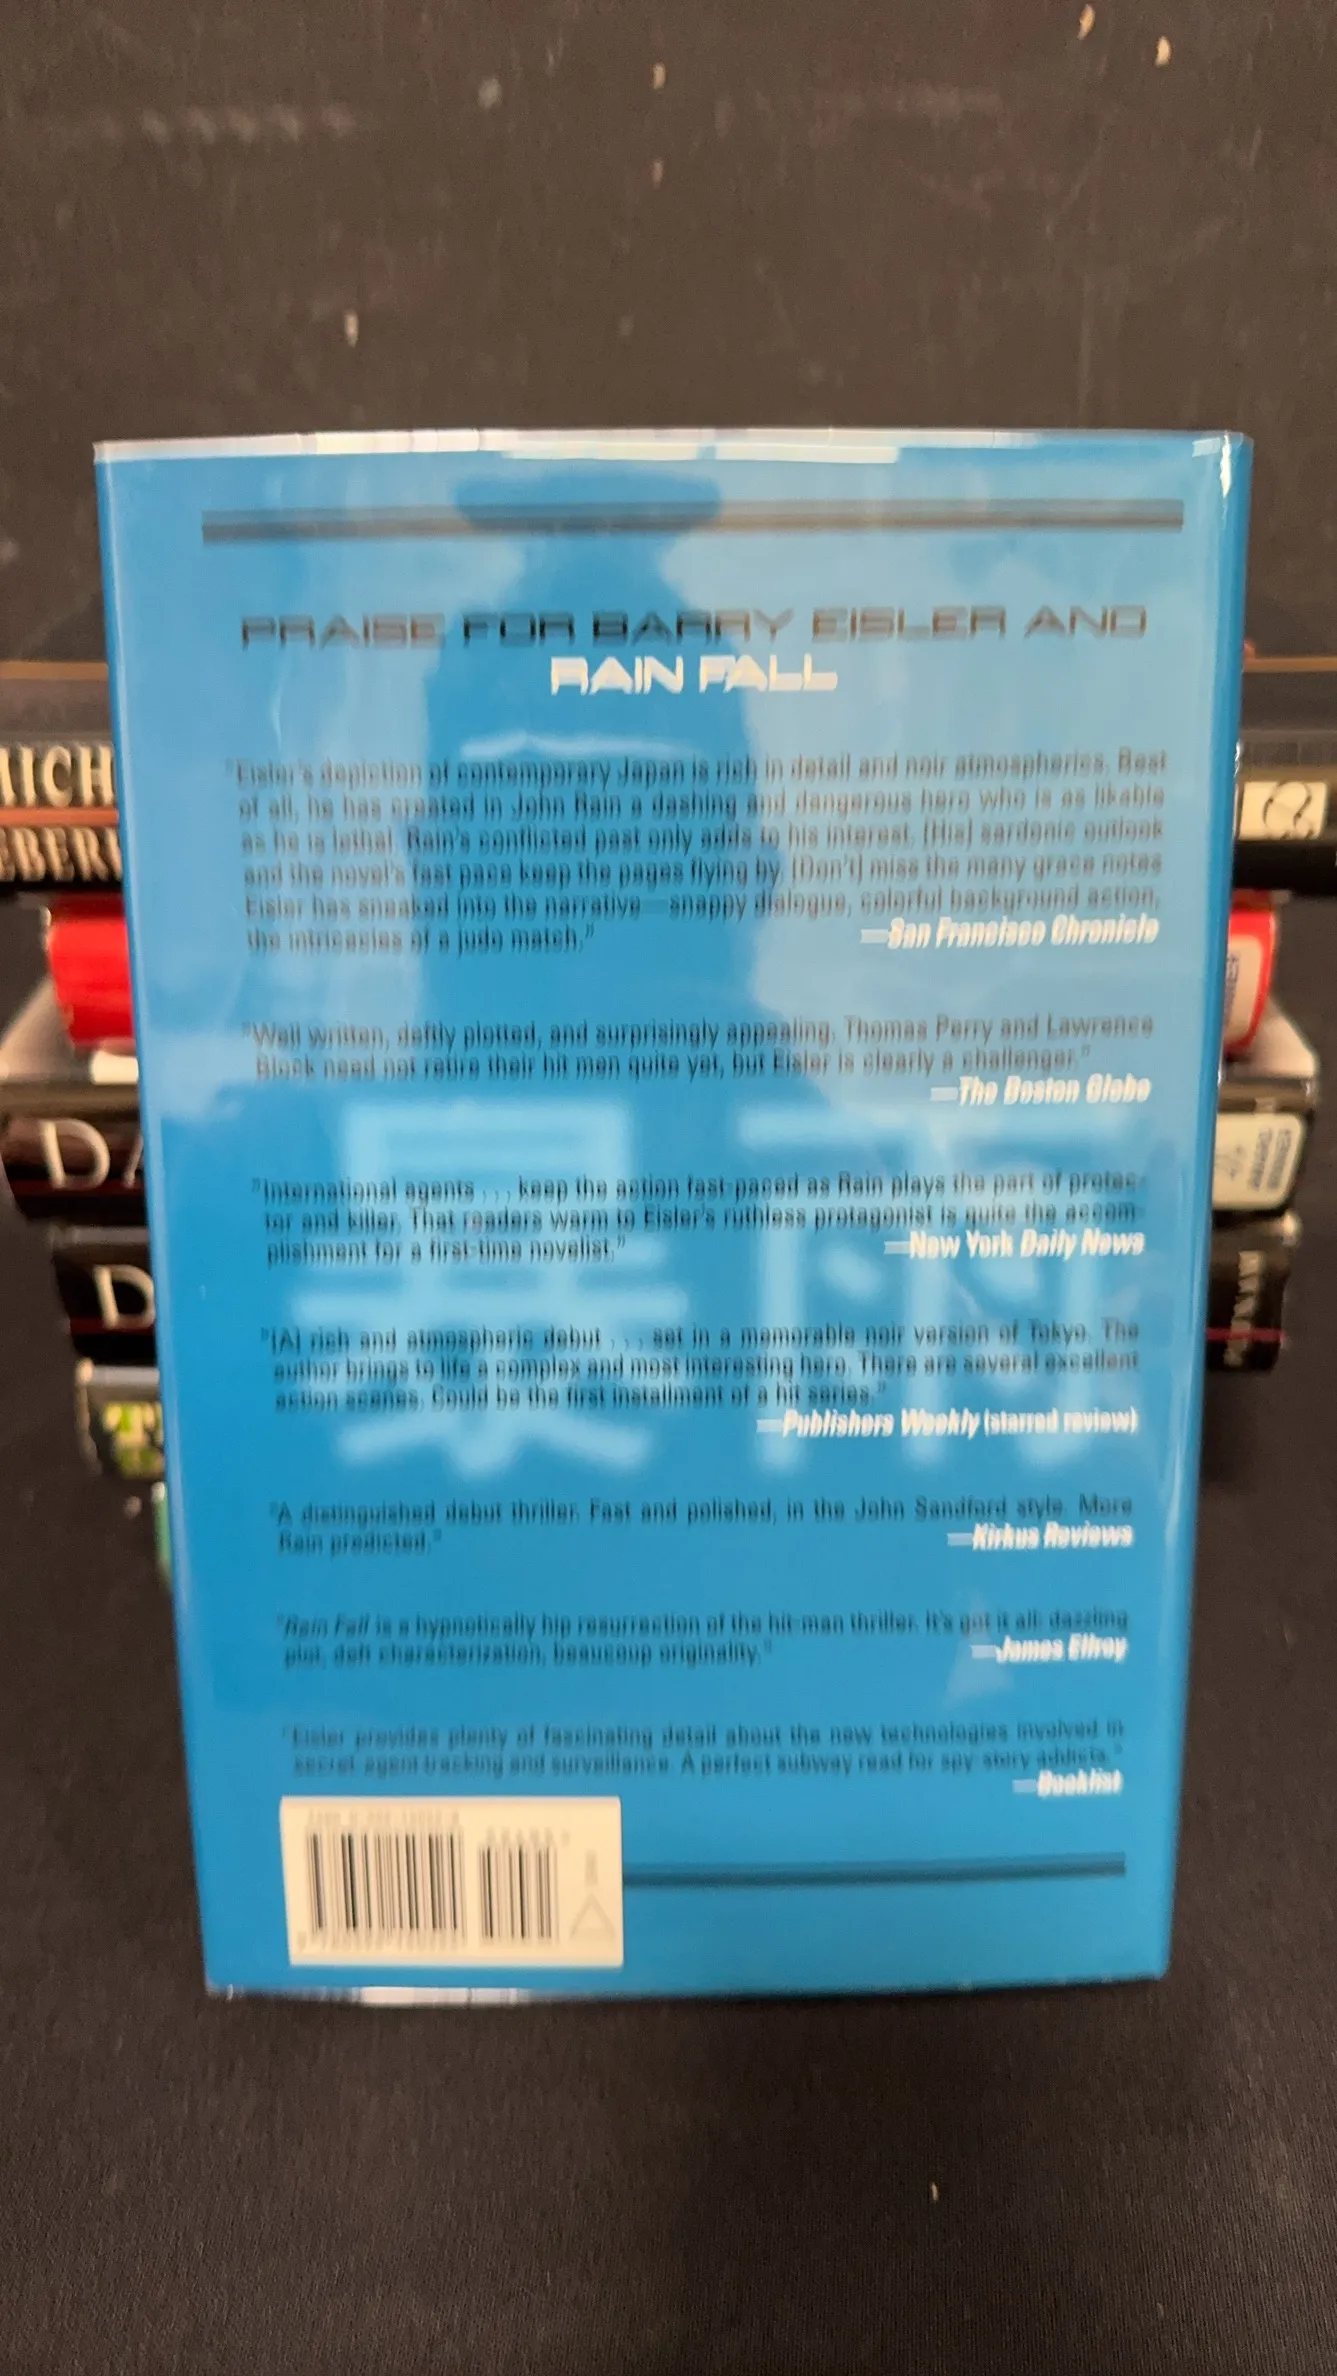 PRAISE FOR BARRY EISLER AND
RAIN FALL
"Eisler's depiction of contemporary Japan is rich in detail and noir atmospherics. Best
of all, he has created in John Rain a dashing and dangerous hero who is as likable
as he is lethal. Rain's conflicted past only adds to his interest. [His] sardonic outlook
and the novel's fast pace keep the pages flying by. [Don't] miss the many grace notes
Eisler has sneaked into the narrative—snappy dialogue, colorful background action,
the intricacies of a judo match."
—San Francisco Chronicle
"Well written, deftly plotted, and surprisingly appealing. Thomas Perry and Lawrence
Block need not retire their hit men quite yet, but Eisler is clearly a challenger."
—The Boston Globe
"International agents . . . keep the action fast-paced as Rain plays the part of protec-
tor and killer. That readers warm to Eisler's ruthless protagonist is quite the accom-
plishment for a first-time novelist."
—New York Daily News
"[A] rich and atmospheric debut . . . set in a memorable noir version of Tokyo. The
author brings to life a complex and most interesting hero. There are several excellent
action scenes. Could be the first installment of a hit series."
—Publishers Weekly (starred review)
"A distinguished debut thriller. Fast and polished, in the John Sandford style. More
Rain predicted."
—Kirkus Reviews
"Rain Fall is a hypnotically hip resurrection of the hit-man thriller. It's got it all: dazzling
plot, deft characterization, beaucoup originality."
—James Ellroy
"Eisler provides plenty of fascinating detail about the new technologies involved in
secret-agent tracking and surveillance. A perfect subway read for spy-story addicts."
—Booklist
暴雨
MICH
EBER
DA
D